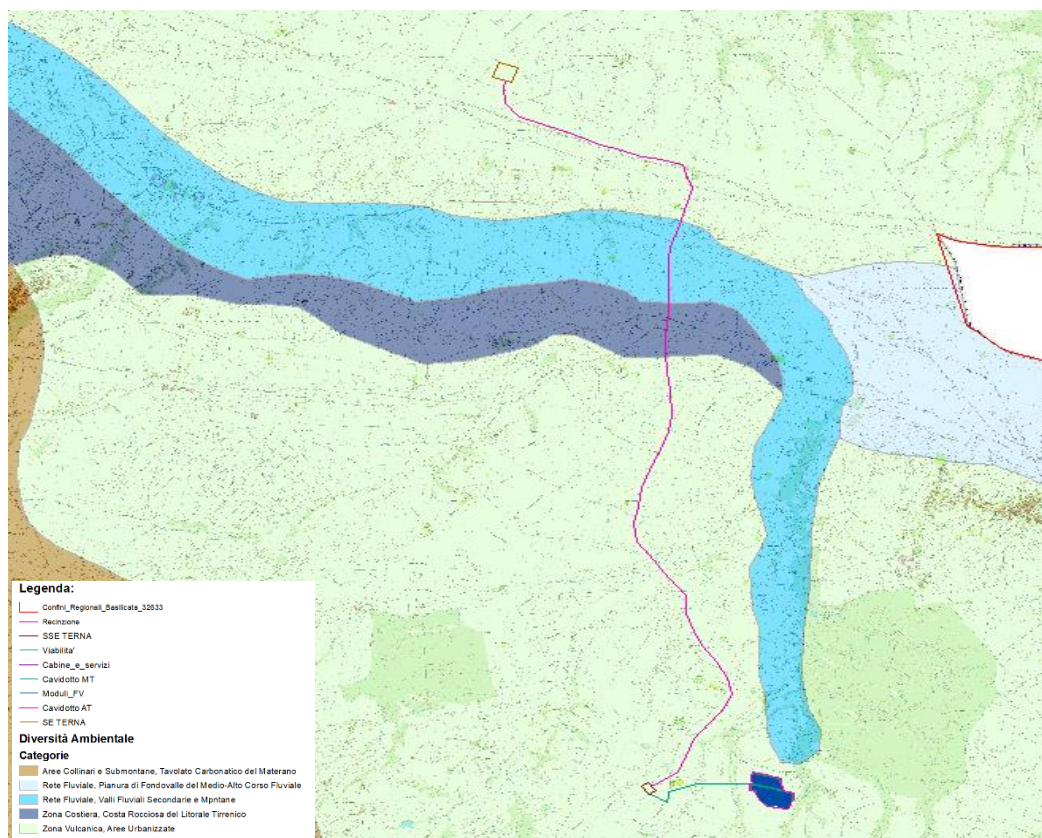 Legenda:
Confini_Regionali_Basilicata_32633
Recinzione
SSE TERNA
Viabilita'
Cabine_e_servizi
Cavidotto MT
Moduli_FV
Cavidotto AT
SE TERNA
Diversità Ambientale
Categorie
Aree Collinari e Submontane, Tavolato Carbonatico del Materano
Rete Fluviale, Pianura di Fondovalle del Medio-Alto Corso Fluviale
Rete Fluviale, Valli Fluviali Secondarie e Mpntane
Zona Costiera, Costa Rocciosa del Litorale Tirrenico
Zona Vulcanica, Aree Urbanizzate